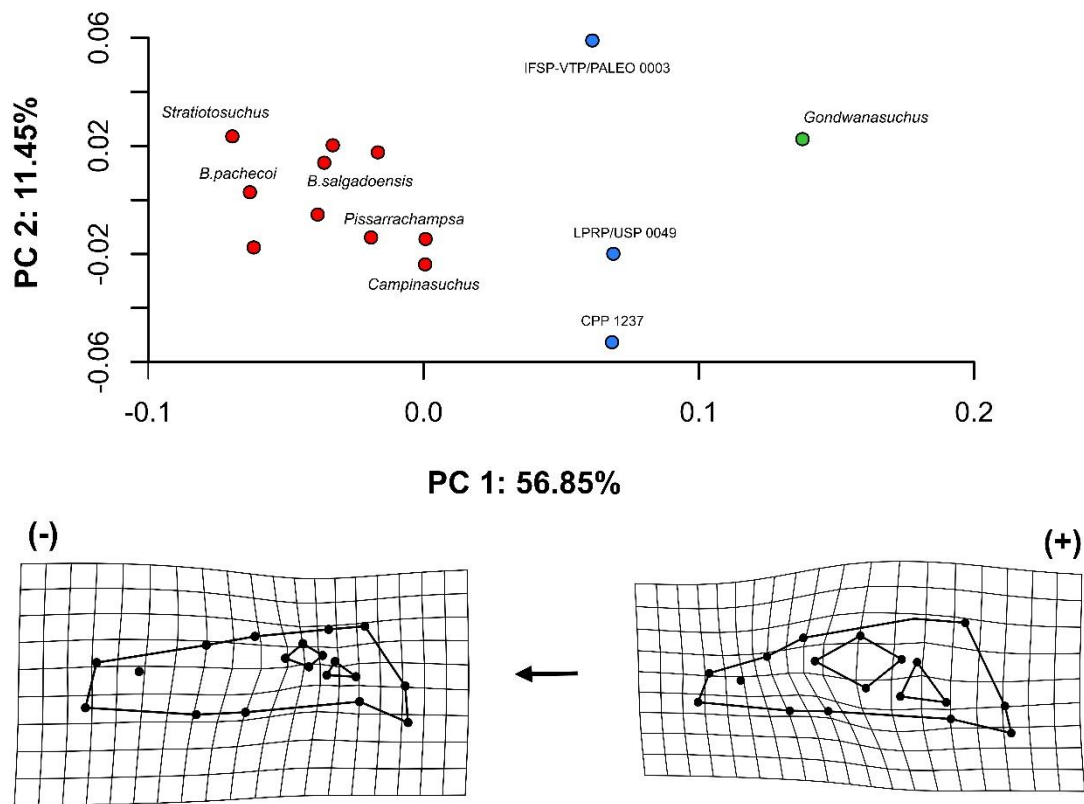 0.06
IFSP-VTP/PALEO 0003
Stratiotosuchus
Gondwanasuchus
0.02
B.pachecoi
B.salgadoensis
PC 2: 11.45%
Pissarrachampsa
LPRP/USP 0049
-0.02
Campinasuchus
CPP 1237
-0.06
-0.1
0.0
0.1
0.2
PC 1: 56.85%
(-)
(+)